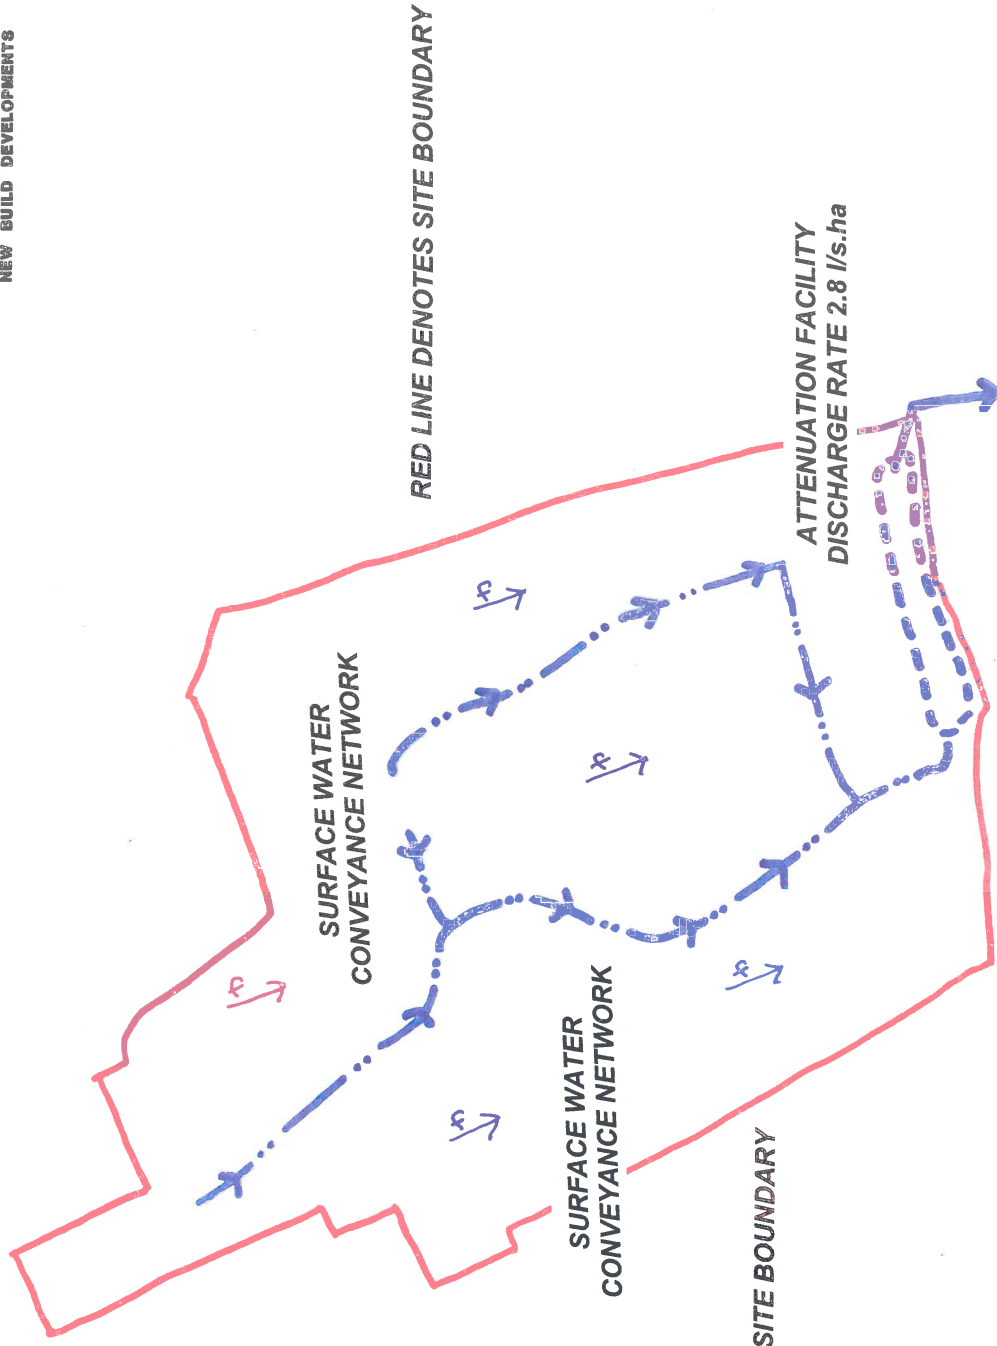 NEW BUILD DEVELOPMENTS
RED LINE DENOTES SITE BOUNDARY
ATTENUATION FACILITY
DISCHARGE RATE 2.8 l/s.ha
SURFACE WATER
CONVEYANCE NETWORK
SURFACE WATER
CONVEYANCE NETWORK
SITE BOUNDARY